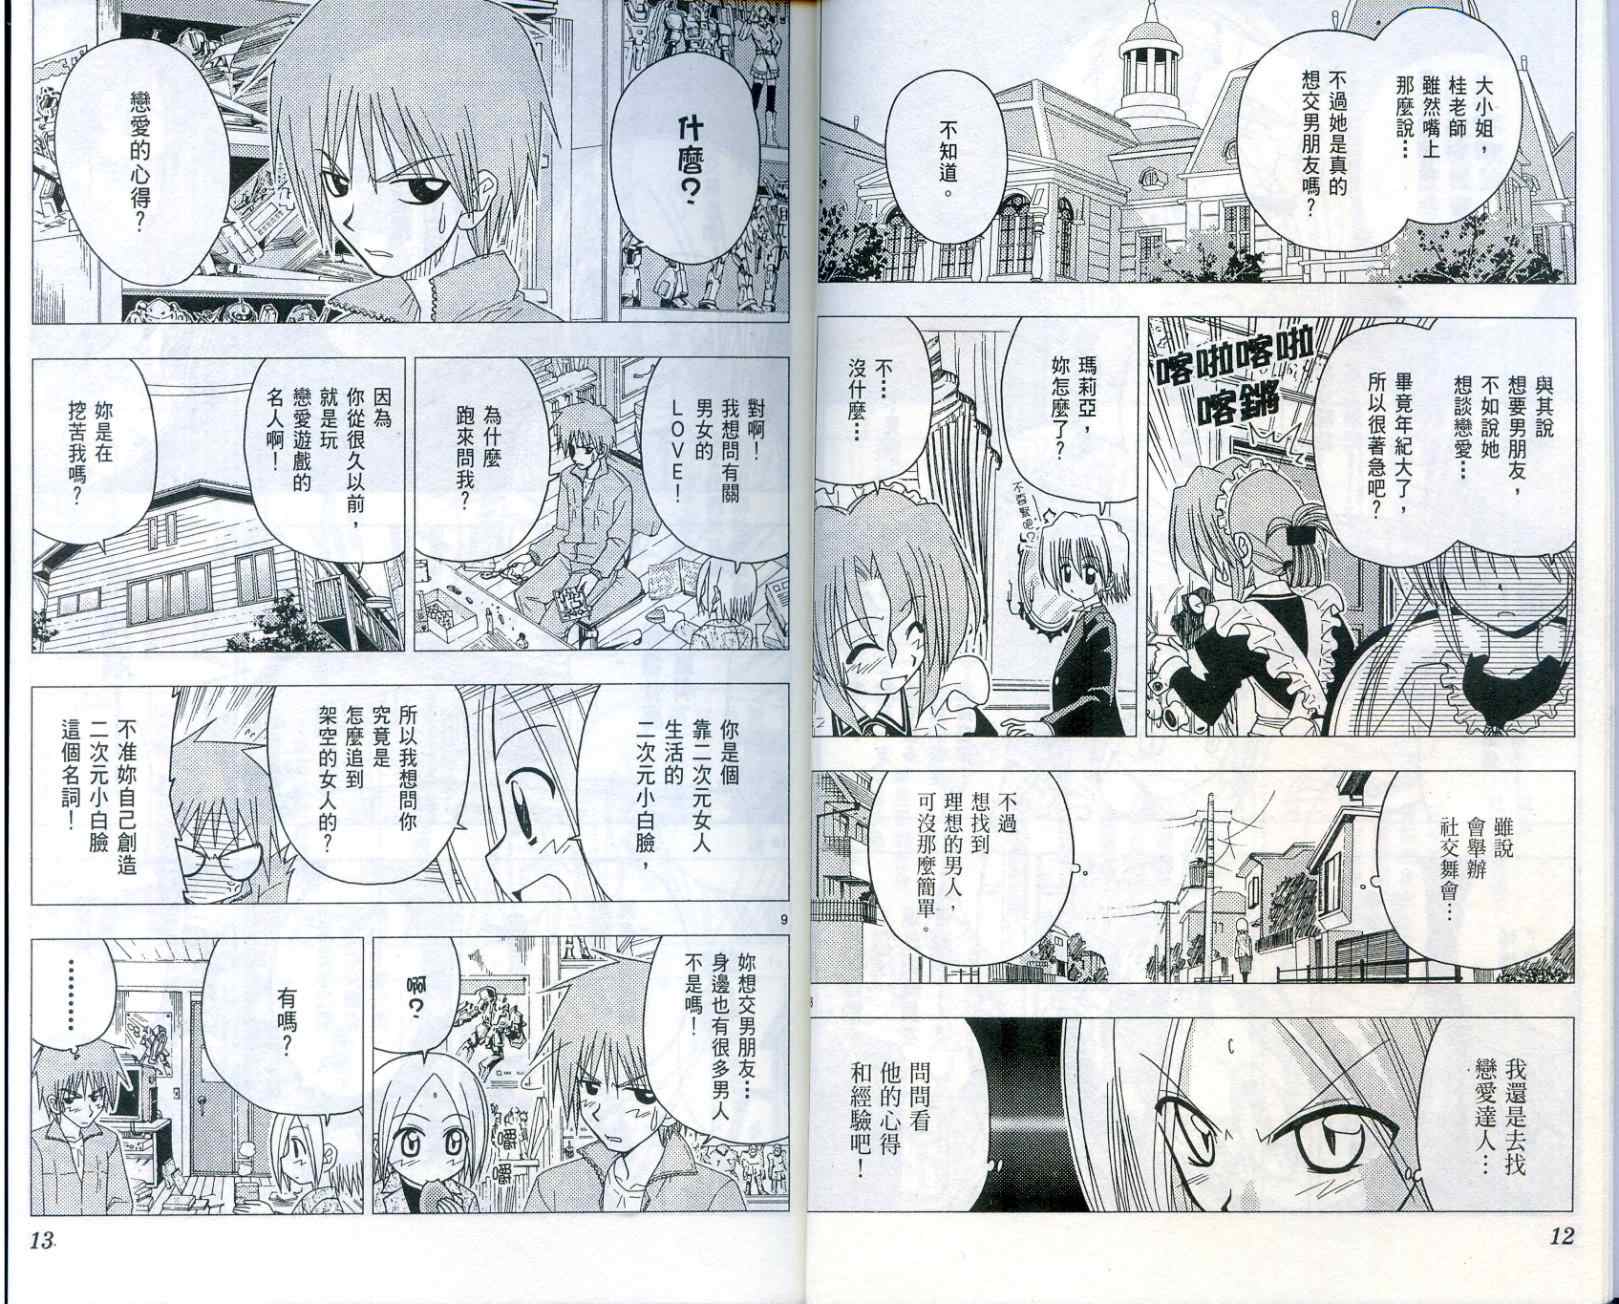 大小姐，
桂老師
雖然嘴上
那麼說…
不過她是真的
想交男朋友嗎？
不知道。
與其說
想要男朋友，
不如說她
想談戀愛…
畢竟年紀大了，
所以很著急吧？
喀啦喀啦
喀鏘
瑪莉亞，
妳怎麼了？
不要緊吧？
不…
沒什麼…
雖說
會舉辦
社交舞會…
不過
想找到
理想的男人，
可沒那麼簡單。
我還是去找
戀愛達人…
問問看
他的心得
和經驗吧！
12
什麼？
戀愛的心得？
對啊！
我想問有關
男女的
LOVE！
為什麼
跑來問我？
因為
你從很久以前，
就是玩
戀愛遊戲的
名人啊！
妳是在
挖苦我嗎？
你是個
靠二次元女人
生活的
二次元小白臉，
所以我想問你
究竟是
怎麼追到
架空的女人的？
不准妳自己創造
二次元小白臉
這個名詞！
9
妳想交男朋友…
身邊也有很多男人
不是嗎！
啊？
嚼
嚼
有嗎？
………
13